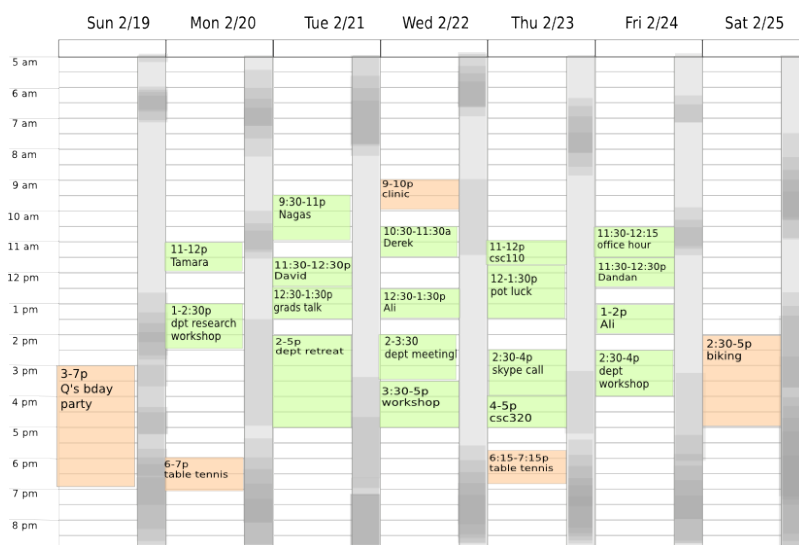 Sun 2/19 Mon 2/20 Tue 2/21 Wed 2/22 Thu 2/23 Fri 2/24 Sat 2/25
5 am
6 am
7 am
8 am
9 am
10 am
11 am
12 pm
1 pm
2 pm
3 pm
4 pm
5 pm
6 pm
7 pm
8 pm
3-7p
Q's bday
party
11-12p
Tamara
1-2:30p
dpt research
workshop
6-7p
table tennis
9:30-11p
Nagas
11:30-12:30p
David
12:30-1:30p
grads talk
2-5p
dept retreat
9-10p
clinic
10:30-11:30a
Derek
12:30-1:30p
Ali
2-3:30
dept meetingl
3:30-5p
workshop
11-12p
csc110
12-1:30p
pot luck
2:30-4p
skype call
4-5p
csc320
6:15-7:15p
table tennis
11:30-12:15
office hour
11:30-12:30p
Dandan
1-2p
Ali
2:30-4p
dept
workshop
2:30-5p
biking